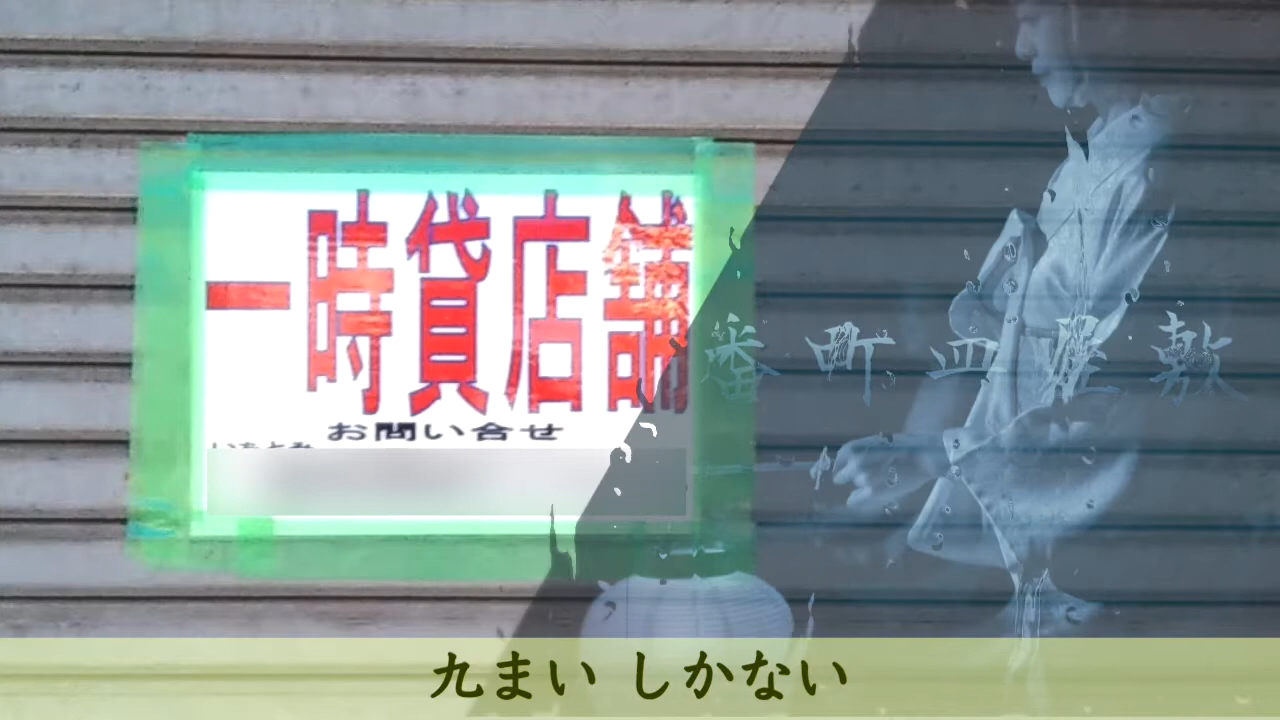 一時貸店舗
お問い合せ
番町皿屋敷
九まい しかない